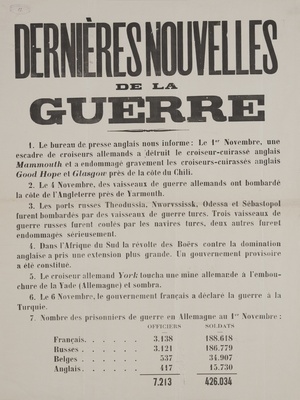 DERNIÈRES NOUVELLES
DE LA
GUERRE
1. Le bureau de presse anglais nous informe: Le 1er Novembre, une
escadre de croiseurs allemands a détruit le croiseur-cuirassé anglais
Mammouth et a endommagé gravement les croiseurs-cuirassés anglais
Good Hope et Glasgow près de la côte du Chili.
2. Le 4 Novembre, des vaisseaux de guerre allemands ont bombardé
la côte de l'Angleterre près de Yarmouth.
3. Les ports russes Theodussia, Nworyssissk, Odessa et Sébastopol
furent bombardés par des vaisseaux de guerre turcs. Trois vaisseaux de
guerre russes furent coulés par les navires turcs, deux autres furent
endommagés sérieusement.
4. Dans l'Afrique du Sud la révolte des Boërs contre la domination
anglaise a pris une extension plus grande. Un gouvernement provisoire
a été constitué.
5. Le croiseur allemand York toucha une mine allemande à l'embou-
chure de la Yade (Allemagne) et sombra.
6. Le 6 Novembre, le gouvernement français a déclaré la guerre à la
Turquie.
7. Nombre des prisonniers de guerre en Allemagne au 1er Novembre:
OFFICIERS SOLDATS
Français. . . . . . 3.138 188.618
Russes . . . . . . 3.121 186.779
Belges . . . . . . 537 34.907
Anglais. . . . . . 417 15.730
7.213 426.034